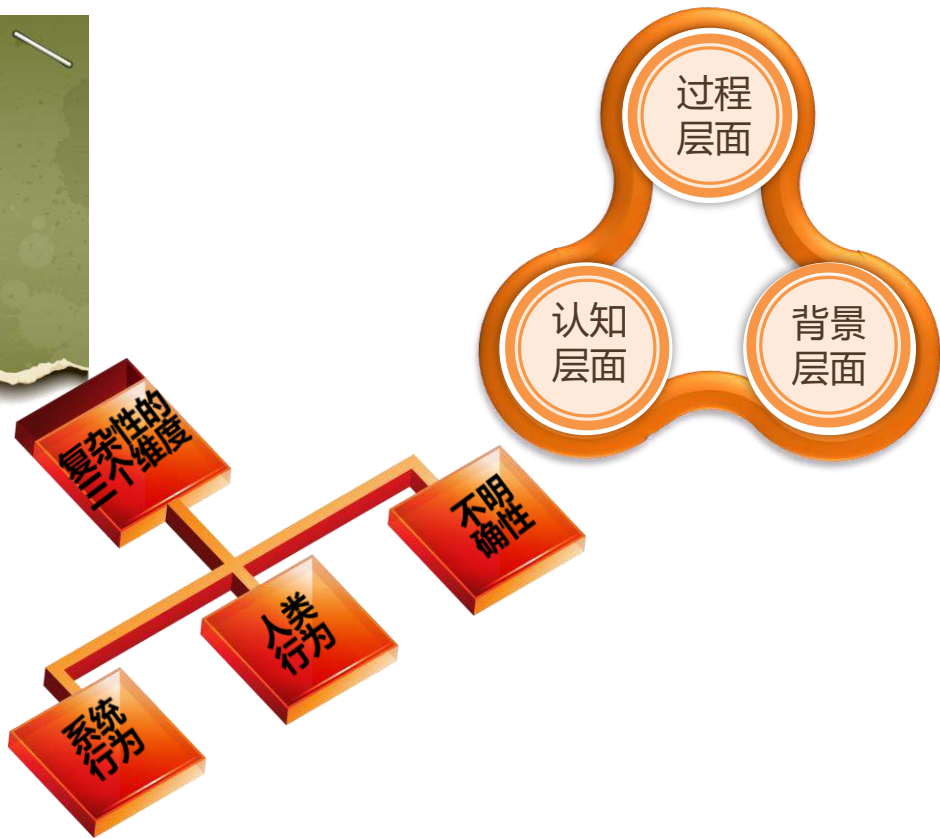 过程
层面
认知
层面
背景
层面
复杂性的
三个维度
不明
确性
人类
行为
系统
行为